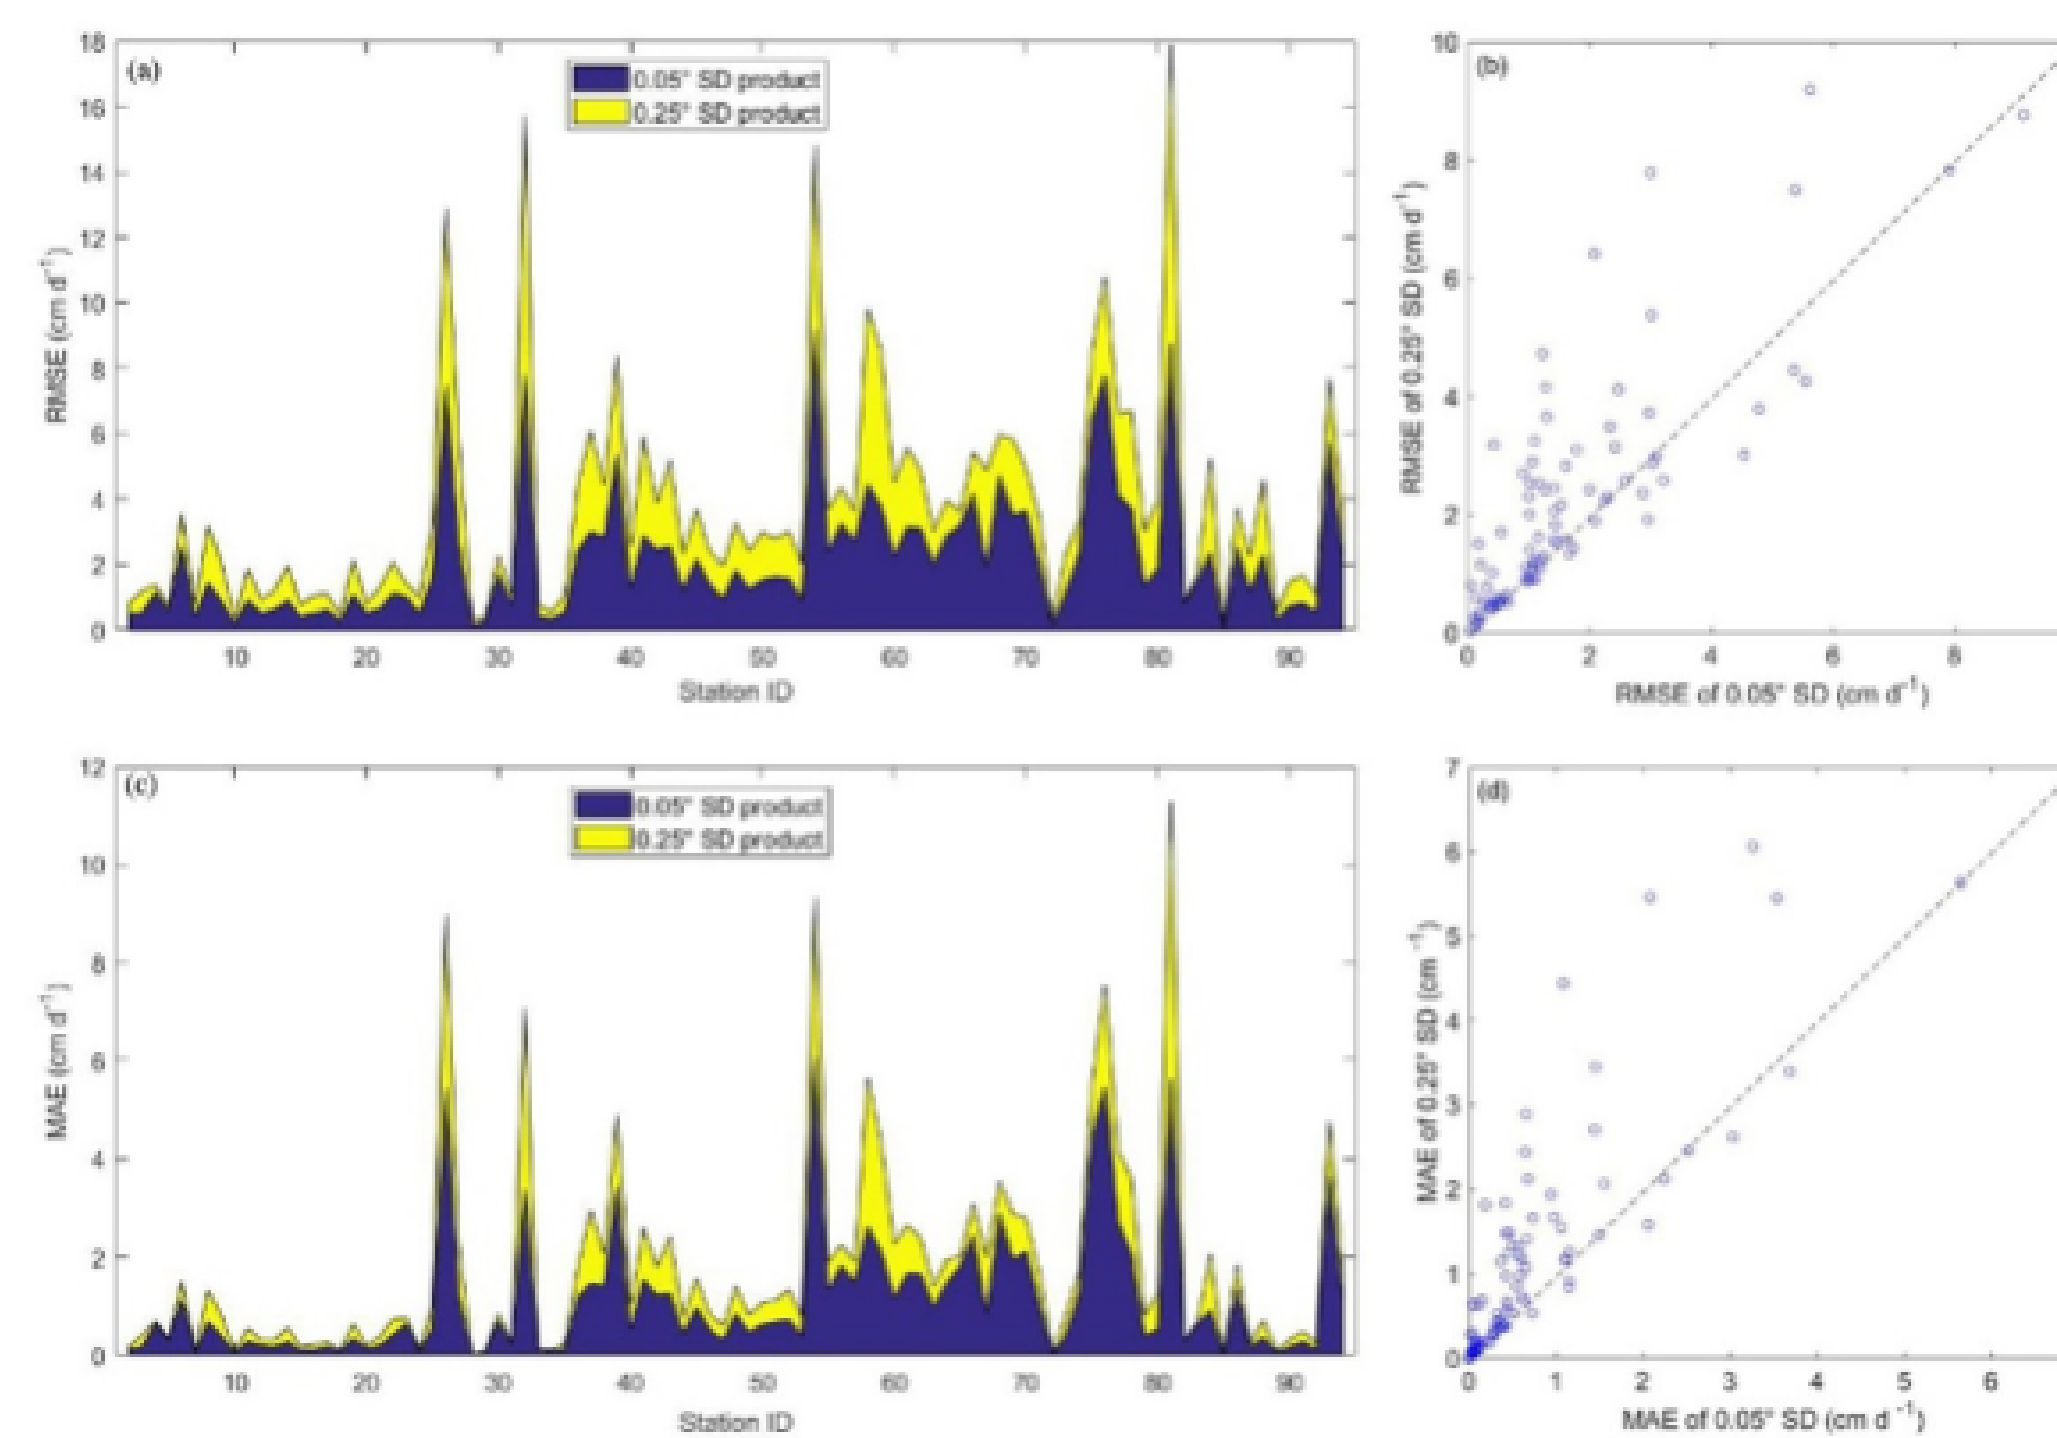 (a)
0.05° SD product
0.25° SD product
18
16
14
12
10
8
6
4
2
0
RMSE (cm d⁻¹)
10 20 30 40 50 60 70 80 90
Station ID
(b)
10
8
6
4
2
0
RMSE of 0.25° SD (cm d⁻¹)
0 2 4 6 8
RMSE of 0.05° SD (cm d⁻¹)
(c)
0.05° SD product
0.25° SD product
12
10
8
6
4
2
0
MAE (cm d⁻¹)
10 20 30 40 50 60 70 80 90
Station ID
(d)
7
6
5
4
3
2
1
0
MAE of 0.25° SD (cm ⁻¹)
0 1 2 3 4 5 6
MAE of 0.05° SD (cm d⁻¹)